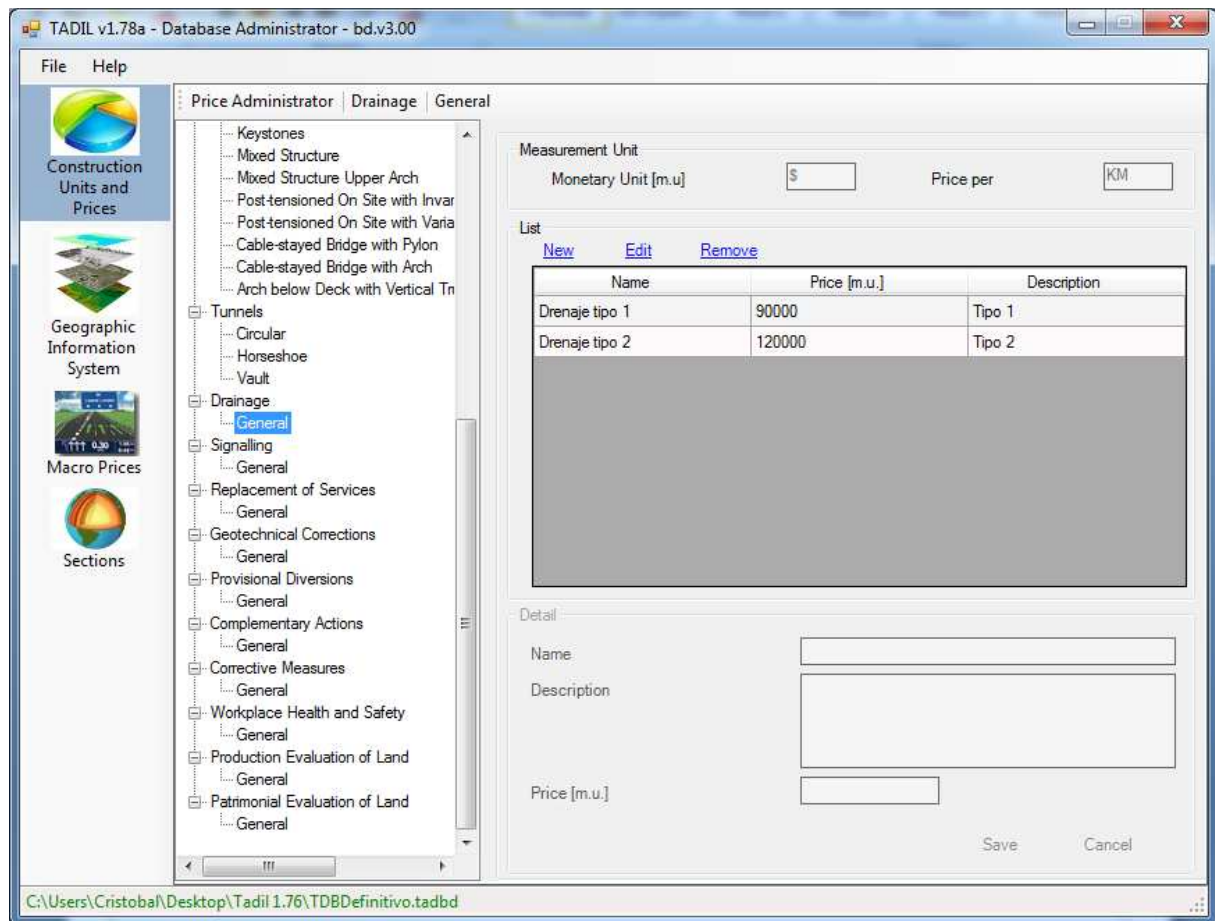 TADIL v1.78a - Database Administrator - bd.v3.00
File Help
Construction
Units and
Prices
Geographic
Information
System
Macro Prices
Sections
Price Administrator Drainage General
Keystones
Mixed Structure
Mixed Structure Upper Arch
Post-tensioned On Site with Invar
Post-tensioned On Site with Varia
Cable-stayed Bridge with Pylon
Cable-stayed Bridge with Arch
Arch below Deck with Vertical Tr
Tunnels
Circular
Horseshoe
Vault
Drainage
General
Signalling
General
Replacement of Services
General
Geotechnical Corrections
General
Provisional Diversions
General
Complementary Actions
General
Corrective Measures
General
Workplace Health and Safety
General
Production Evaluation of Land
General
Patrimonial Evaluation of Land
General
Measurement Unit
Monetary Unit [m.u] $ Price per KM
List
New Edit Remove
Name Price [m.u.] Description
Drenaje tipo 1 90000 Tipo 1
Drenaje tipo 2 120000 Tipo 2
Detail
Name
Description
Price [m.u.]
Save Cancel
C:\Users\Cristobal\Desktop\Tadil 1.76\TDBDefinitivo.tadbd